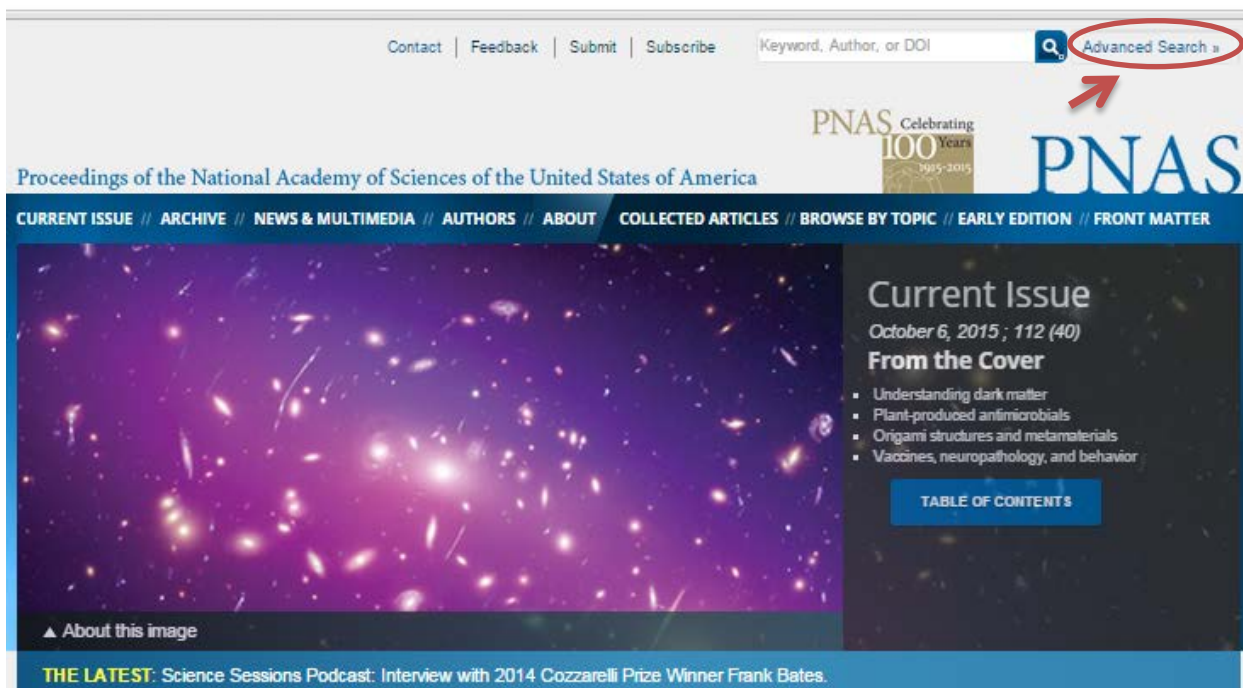 Contact | Feedback | Submit | Subscribe
Keyword, Author, or DOI
Advanced Search »
PNAS Celebrating
100 Years
1915-2015
PNAS
Proceedings of the National Academy of Sciences of the United States of America
CURRENT ISSUE // ARCHIVE // NEWS & MULTIMEDIA // AUTHORS // ABOUT COLLECTED ARTICLES // BROWSE BY TOPIC // EARLY EDITION // FRONT MATTER
Current Issue
October 6, 2015 ; 112 (40)
From the Cover
▪ Understanding dark matter
▪ Plant-produced antimicrobials
▪ Origami structures and metamaterials
▪ Vaccines, neuropathology, and behavior
TABLE OF CONTENTS
▲ About this image
THE LATEST: Science Sessions Podcast: Interview with 2014 Cozzarelli Prize Winner Frank Bates.